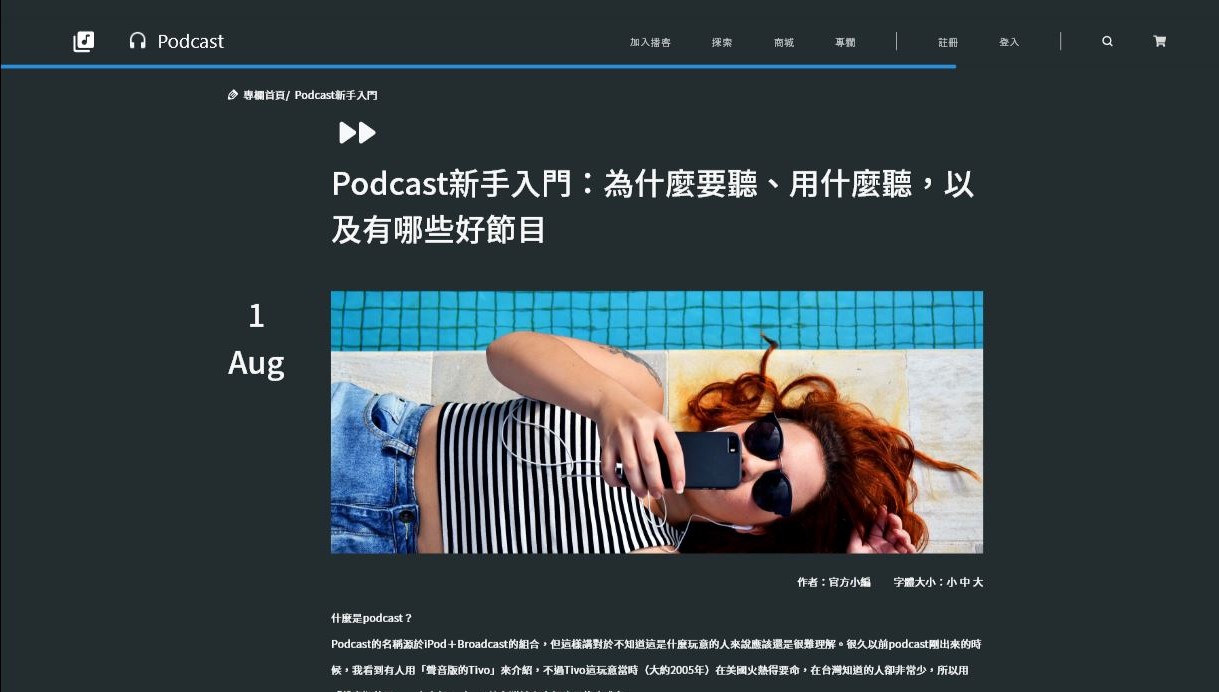 Podcast
加入播客 探索 商城 專欄 註冊 登入
專欄首頁/ Podcast新手入門
Podcast新手入門：為什麼要聽、用什麼聽，以
及有哪些好節目
1
Aug
作者：官方小編 字體大小：小 中 大
什麼是podcast？
Podcast的名稱源於iPod＋Broadcast的組合，但這樣講對於不知道這是什麼玩意的人來說應該還是很難理解。很久以前podcast剛出來的時
候，我看到有人用「聲音版的Tivo」來介紹，不過Tivo這玩意當時（大約2005年）在美國火熱得要命，在台灣知道的人卻非常少，所以用